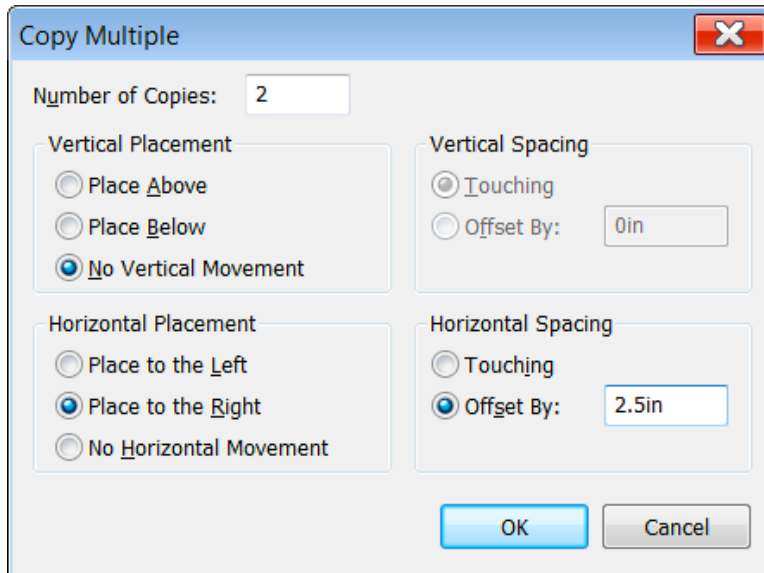 Copy Multiple
Number of Copies: 2
Vertical Placement
Place Above
Place Below
No Vertical Movement
Vertical Spacing
Touching
Offset By: 0in
Horizontal Placement
Place to the Left
Place to the Right
No Horizontal Movement
Horizontal Spacing
Touching
Offset By: 2.5in
OK Cancel